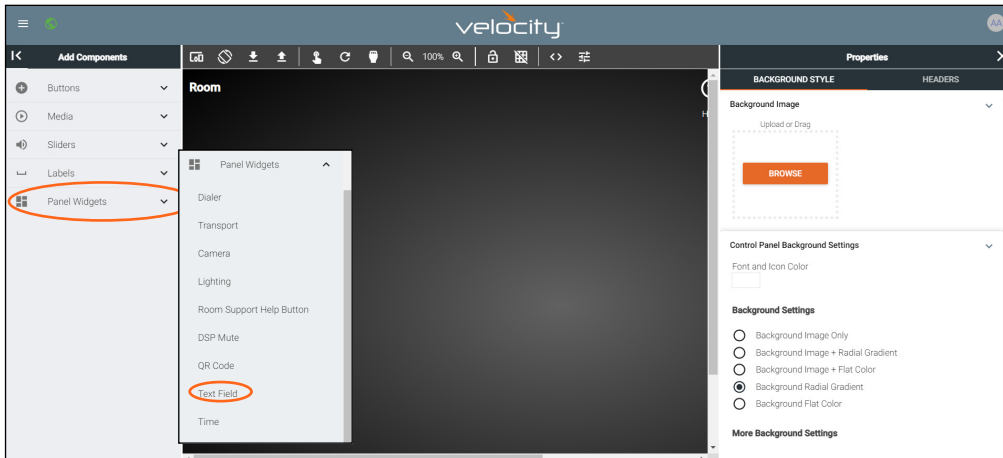 velocity
AA
Add Components
100%
Properties
Buttons
Media
Sliders
Labels
Panel Widgets
Room
H
Panel Widgets
Dialer
Transport
Camera
Lighting
Room Support Help Button
DSP Mute
QR Code
Text Field
Time
BACKGROUND STYLE
HEADERS
Background Image
Upload or Drag
BROWSE
Control Panel Background Settings
Font and Icon Color
Background Settings
Background Image Only
Background Image + Radial Gradient
Background Image + Flat Color
Background Radial Gradient
Background Flat Color
More Background Settings